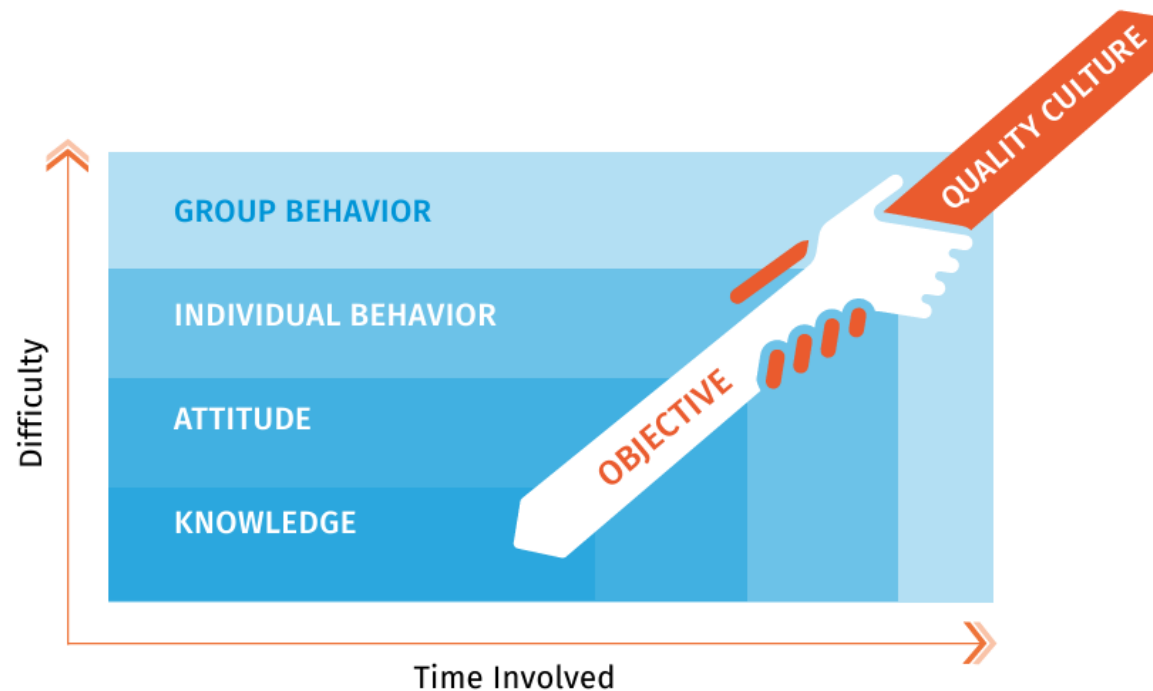 QUALITY CULTURE
GROUP BEHAVIOR
INDIVIDUAL BEHAVIOR
ATTITUDE
OBJECTIVE
KNOWLEDGE
Difficulty
Time Involved